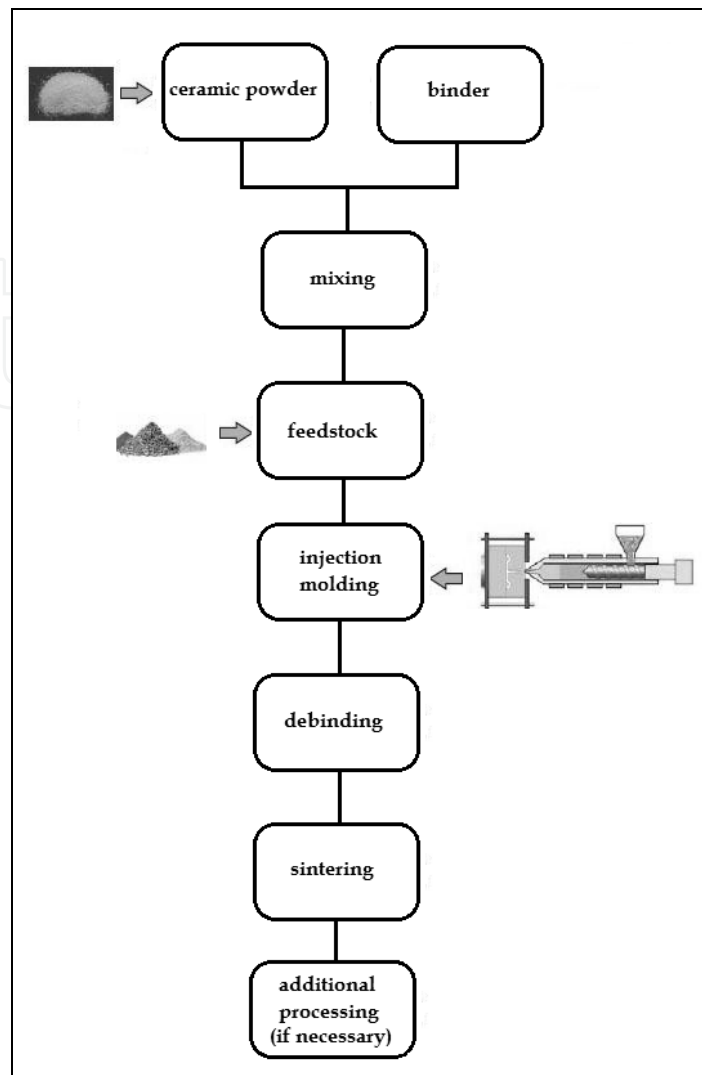 ceramic powder
binder
mixing
feedstock
injection
molding
debinding
sintering
additional
processing
(if necessary)